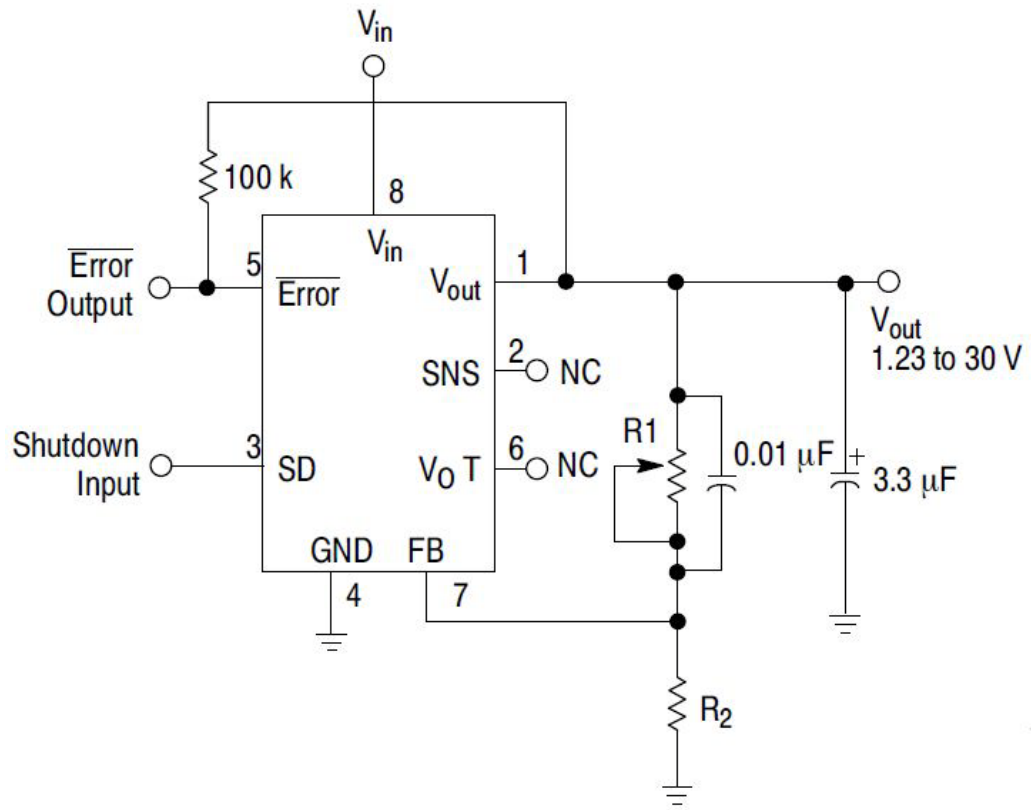 Vin
100 k
8
Vin
Error
Output
5
Error
1
Vout
Vout
1.23 to 30 V
2
SNS
NC
Shutdown
Input
3
SD
6
VO T
NC
R1
0.01 µF
+
3.3 µF
GND
FB
4
7
R2